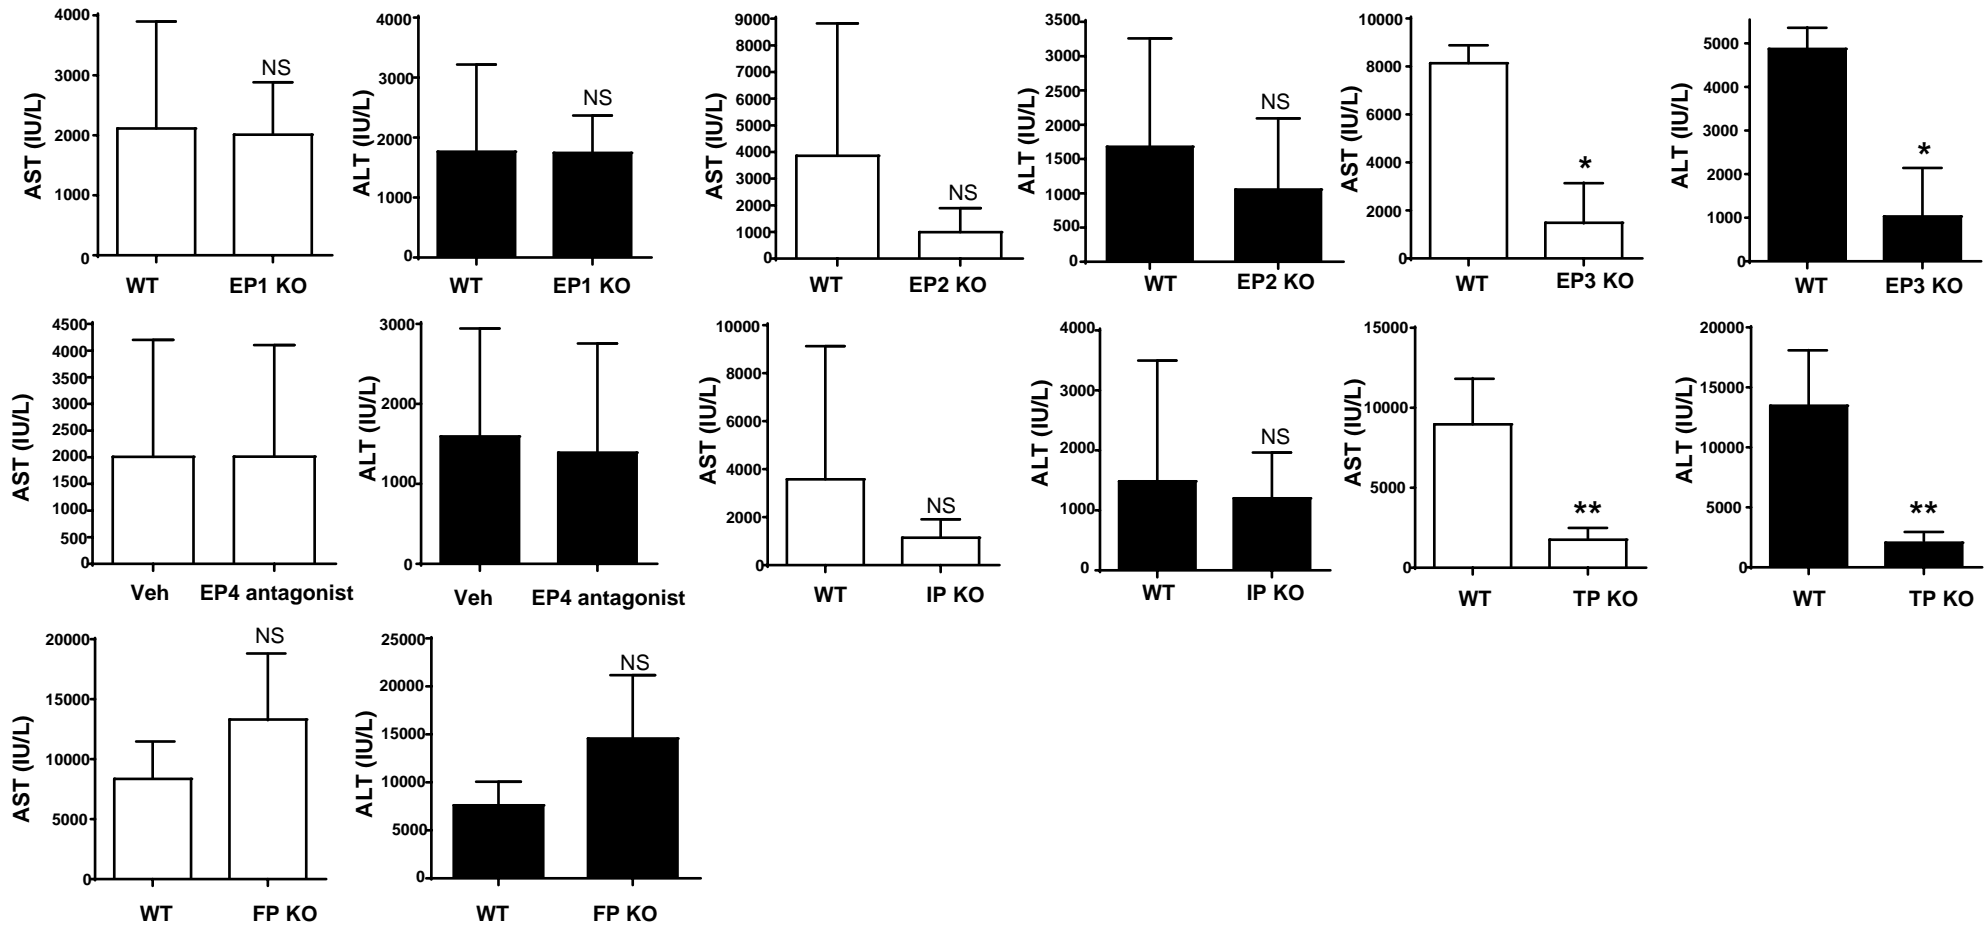 4000
3000
2000
1000
0
AST (IU/L)
NS
WT
EP1 KO
4000
3000
2000
1000
0
ALT (IU/L)
NS
WT
EP1 KO
9000
8000
7000
6000
5000
4000
3000
2000
1000
0
AST (IU/L)
NS
WT
EP2 KO
3500
3000
2500
2000
1500
1000
500
0
ALT (IU/L)
NS
WT
EP2 KO
10000
8000
6000
4000
2000
0
AST (IU/L)
*
WT
EP3 KO
5000
4000
3000
2000
1000
0
ALT (IU/L)
*
WT
EP3 KO
4500
4000
3500
3000
2500
2000
1500
1000
500
0
AST (IU/L)
Veh
EP4 antagonist
3000
2000
1000
0
ALT (IU/L)
Veh
EP4 antagonist
10000
8000
6000
4000
2000
0
AST (IU/L)
NS
WT
IP KO
4000
3000
2000
1000
0
ALT (IU/L)
NS
WT
IP KO
15000
10000
5000
0
AST (IU/L)
**
WT
TP KO
20000
15000
10000
5000
0
ALT (IU/L)
**
WT
TP KO
20000
15000
10000
5000
0
AST (IU/L)
NS
WT
FP KO
25000
20000
15000
10000
5000
0
ALT (IU/L)
NS
WT
FP KO